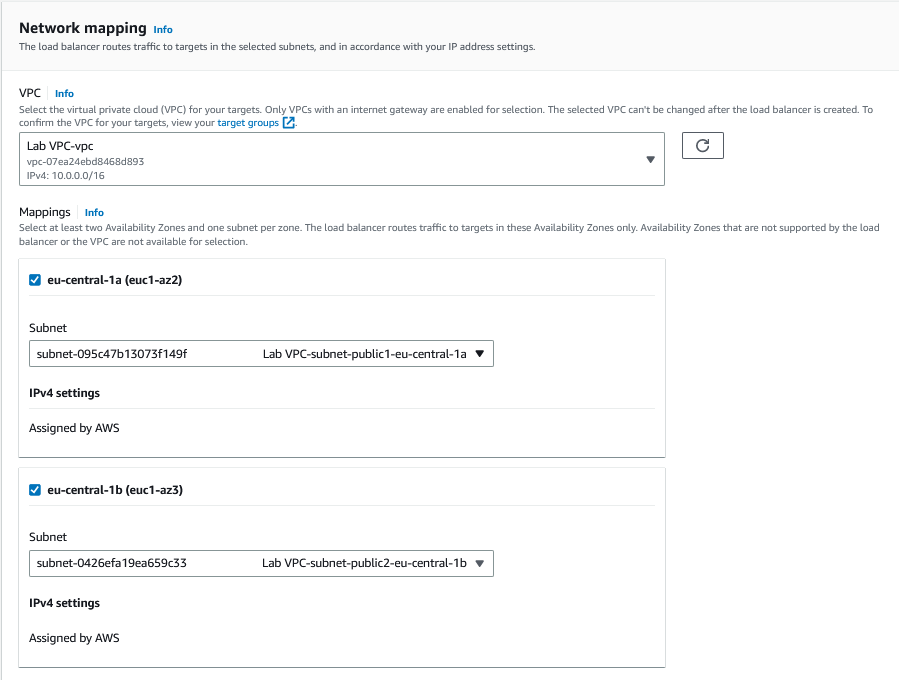 Network mapping Info
The load balancer routes traffic to targets in the selected subnets, and in accordance with your IP address settings.
VPC Info
Select the virtual private cloud (VPC) for your targets. Only VPCs with an internet gateway are enabled for selection. The selected VPC can't be changed after the load balancer is created. To
confirm the VPC for your targets, view your target groups.
Lab VPC-vpc
vpc-07ea24ebd8468d893
IPv4: 10.0.0.0/16
Mappings Info
Select at least two Availability Zones and one subnet per zone. The load balancer routes traffic to targets in these Availability Zones only. Availability Zones that are not supported by the load
balancer or the VPC are not available for selection.
eu-central-1a (euc1-az2)
Subnet
subnet-095c47b13073f149f Lab VPC-subnet-public1-eu-central-1a
IPv4 settings
Assigned by AWS
eu-central-1b (euc1-az3)
Subnet
subnet-0426efa19ea659c33 Lab VPC-subnet-public2-eu-central-1b
IPv4 settings
Assigned by AWS